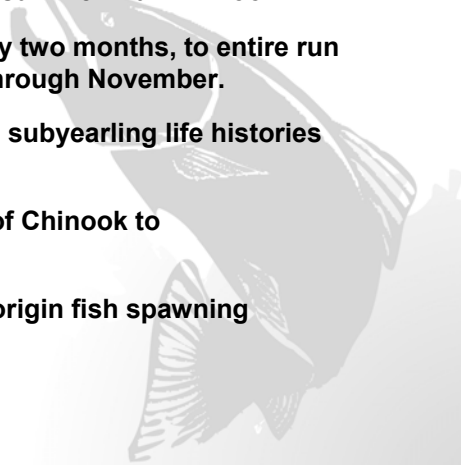 y two months, to entire run
hrough November.
subyearling life histories
of Chinook to
origin fish spawning